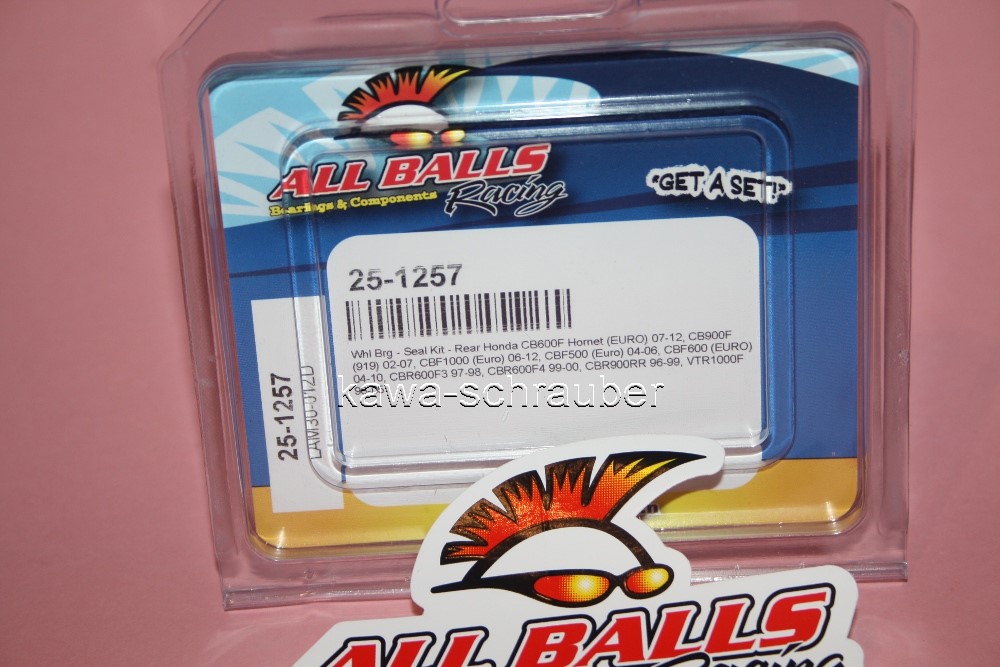 ALL BALLS
Racing
Bearings & Components
"GET A SET!"
25-1257
Whl Brg - Seal Kit - Rear Honda CB600F Hornet (EURO) 07-12, CB900F
(919) 02-07, CBF1000 (Euro) 06-12, CBF500 (Euro) 04-06, CBF600 (EURO)
04-10, CBR600F3 97-98, CBR600F4 99-00, CBR900RR 96-99, VTR1000F
kawa-schrauber
25-1257
ALL BALLS
Racing